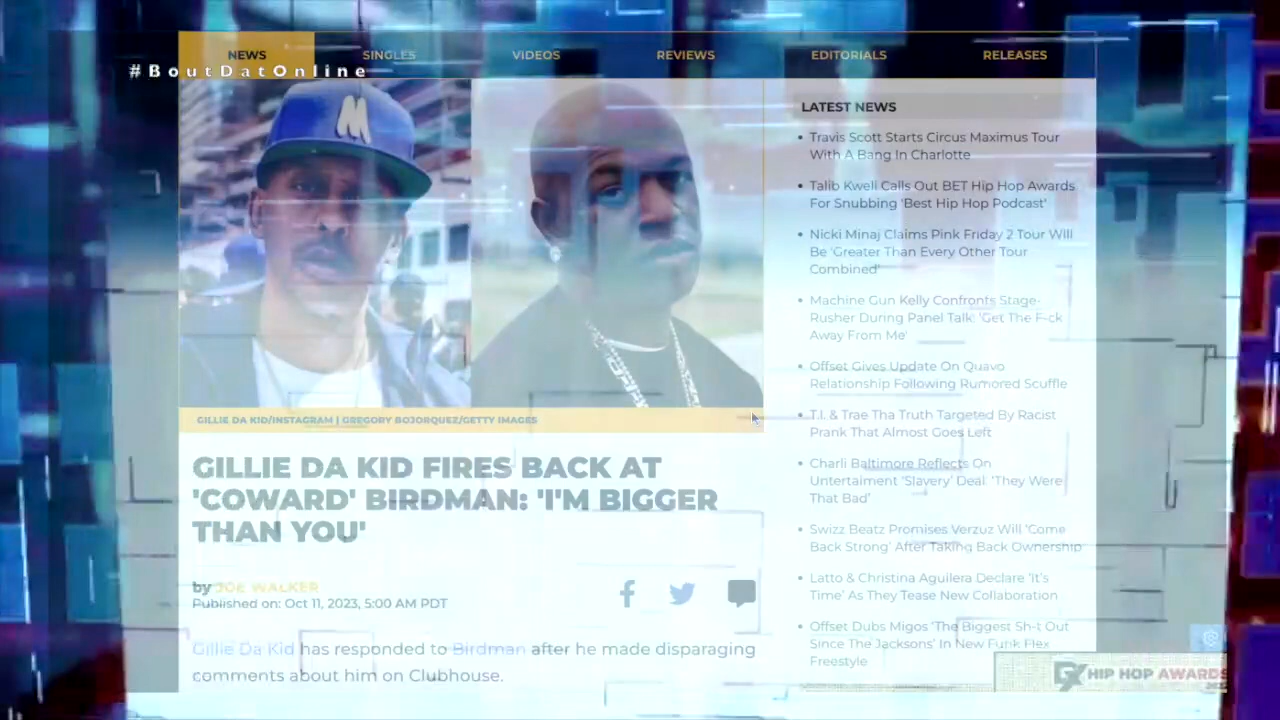 NEWS
SINGLES
VIDEOS
REVIEWS
EDITORIALS
RELEASES
#BoutDatOnline
M
GILLIE DA KID/INSTAGRAM | GREGORY BOJORQUEZ/GETTY IMAGES
GILLIE DA KID FIRES BACK AT
'COWARD' BIRDMAN: 'I'M BIGGER
THAN YOU'
by JOE WALKER
Published on: Oct 11, 2023, 5:00 AM PDT
Gillie Da Kid has responded to Birdman after he made disparaging
comments about him on Clubhouse.
LATEST NEWS
Travis Scott Starts Circus Maximus Tour
With A Bang In Charlotte
Talib Kweli Calls Out BET Hip Hop Awards
For Snubbing 'Best Hip Hop Podcast'
Nicki Minaj Claims Pink Friday 2 Tour Will
Be 'Greater Than Every Other Tour
Combined'
Machine Gun Kelly Confronts Stage-
Rusher During Panel Talk: 'Get The F-ck
Away From Me'
Offset Gives Update On Quavo
Relationship Following Rumored Scuffle
T.I. & Trae Tha Truth Targeted By Racist
Prank That Almost Goes Left
Charli Baltimore Reflects On
Untertaiment 'Slavery' Deal: 'They Were
That Bad'
Swizz Beatz Promises Verzuz Will 'Come
Back Strong' After Taking Back Ownership
Latto & Christina Aguilera Declare 'It's
Time' As They Tease New Collaboration
Offset Dubs Migos 'The Biggest Sh-t Out
Since The Jacksons' In New Funk Flex
Freestyle
HIP HOP AWARDS